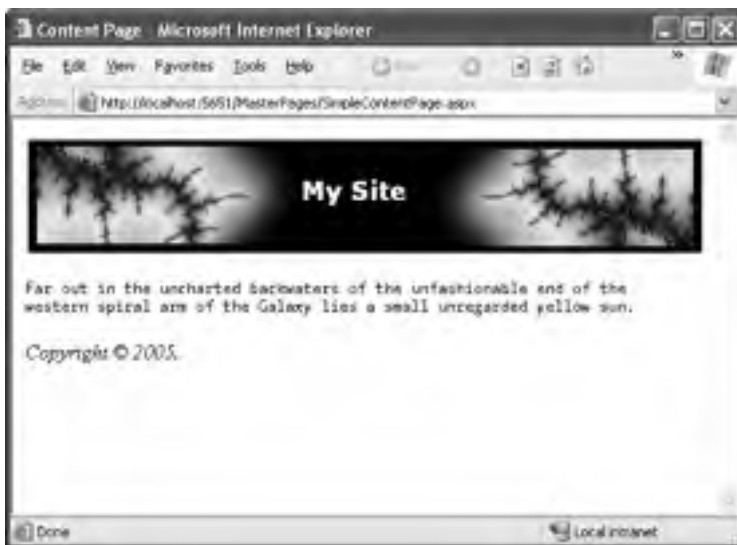 Content Page - Microsoft Internet Explorer
File Edit View Favorites Tools Help
Address http://localhost:5651/MasterPages/SimpleContentPage.aspx
My Site
Far out in the uncharted backwaters of the unfashionable end of the
western spiral arm of the Galaxy lies a small unregarded yellow sun.
Copyright © 2005.
Done Local intranet